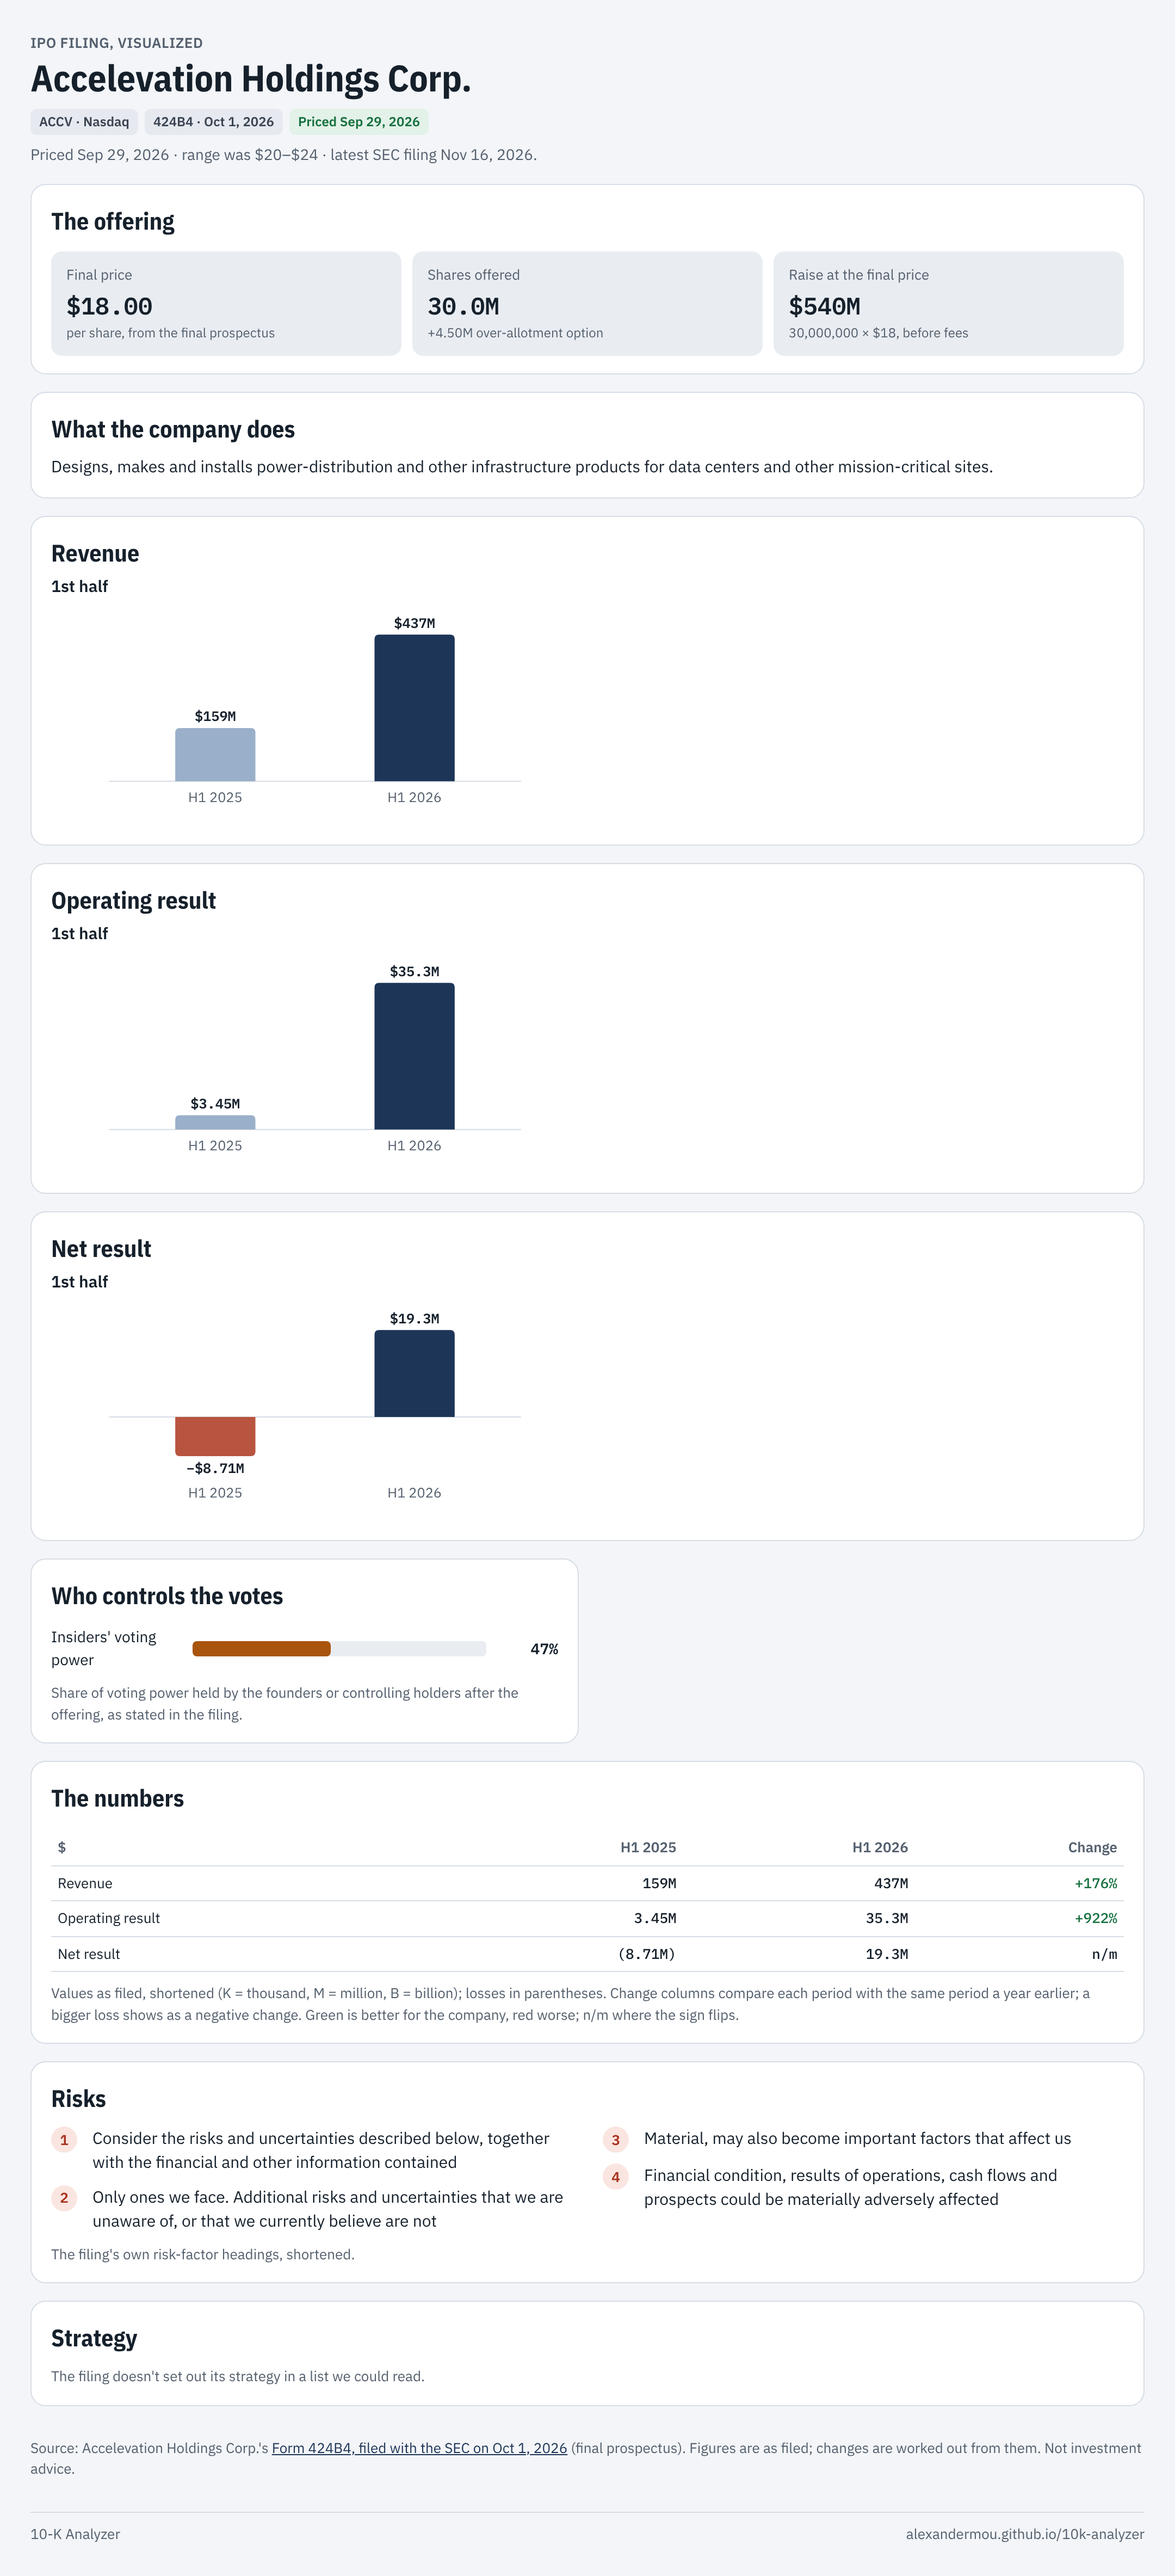 IPO FILING, VISUALIZED
Accelevation Holdings Corp.
ACCV · Nasdaq 424B4 · Oct 1, 2026 Priced Sep 29, 2026
Priced Sep 29, 2026 · range was $20–$24 · latest SEC filing Nov 16, 2026.
The offering
Final price
$18.00
per share, from the final prospectus
Shares offered
30.0M
+4.50M over-allotment option
Raise at the final price
$540M
30,000,000 × $18, before fees
What the company does
Designs, makes and installs power-distribution and other infrastructure products for data centers and other mission-critical sites.
Revenue
1st half
$437M
$159M
H1 2025 H1 2026
Operating result
1st half
$35.3M
$3.45M
H1 2025 H1 2026
Net result
1st half
$19.3M
−$8.71M
H1 2025 H1 2026
Who controls the votes
Insiders' voting
power
47%
Share of voting power held by the founders or controlling holders after the
offering, as stated in the filing.
The numbers
$ H1 2025 H1 2026 Change
Revenue 159M 437M +176%
Operating result 3.45M 35.3M +922%
Net result (8.71M) 19.3M n/m
Values as filed, shortened (K = thousand, M = million, B = billion); losses in parentheses. Change columns compare each period with the same period a year earlier; a
bigger loss shows as a negative change. Green is better for the company, red worse; n/m where the sign flips.
Risks
1 Consider the risks and uncertainties described below, together
with the financial and other information contained
2 Only ones we face. Additional risks and uncertainties that we are
unaware of, or that we currently believe are not
3 Material, may also become important factors that affect us
4 Financial condition, results of operations, cash flows and
prospects could be materially adversely affected
The filing's own risk-factor headings, shortened.
Strategy
The filing doesn't set out its strategy in a list we could read.
Source: Accelevation Holdings Corp.'s Form 424B4, filed with the SEC on Oct 1, 2026 (final prospectus). Figures are as filed; changes are worked out from them. Not investment
advice.
10-K Analyzer
alexandermou.github.io/10k-analyzer